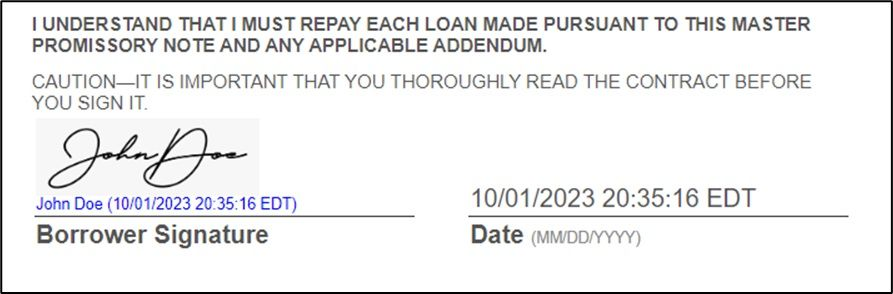 I UNDERSTAND THAT I MUST REPAY EACH LOAN MADE PURSUANT TO THIS MASTER
PROMISSORY NOTE AND ANY APPLICABLE ADDENDUM.
CAUTION—IT IS IMPORTANT THAT YOU THOROUGHLY READ THE CONTRACT BEFORE
YOU SIGN IT.
John Doe
John Doe (10/01/2023 20:35:16 EDT)
10/01/2023 20:35:16 EDT
Borrower Signature
Date (MM/DD/YYYY)